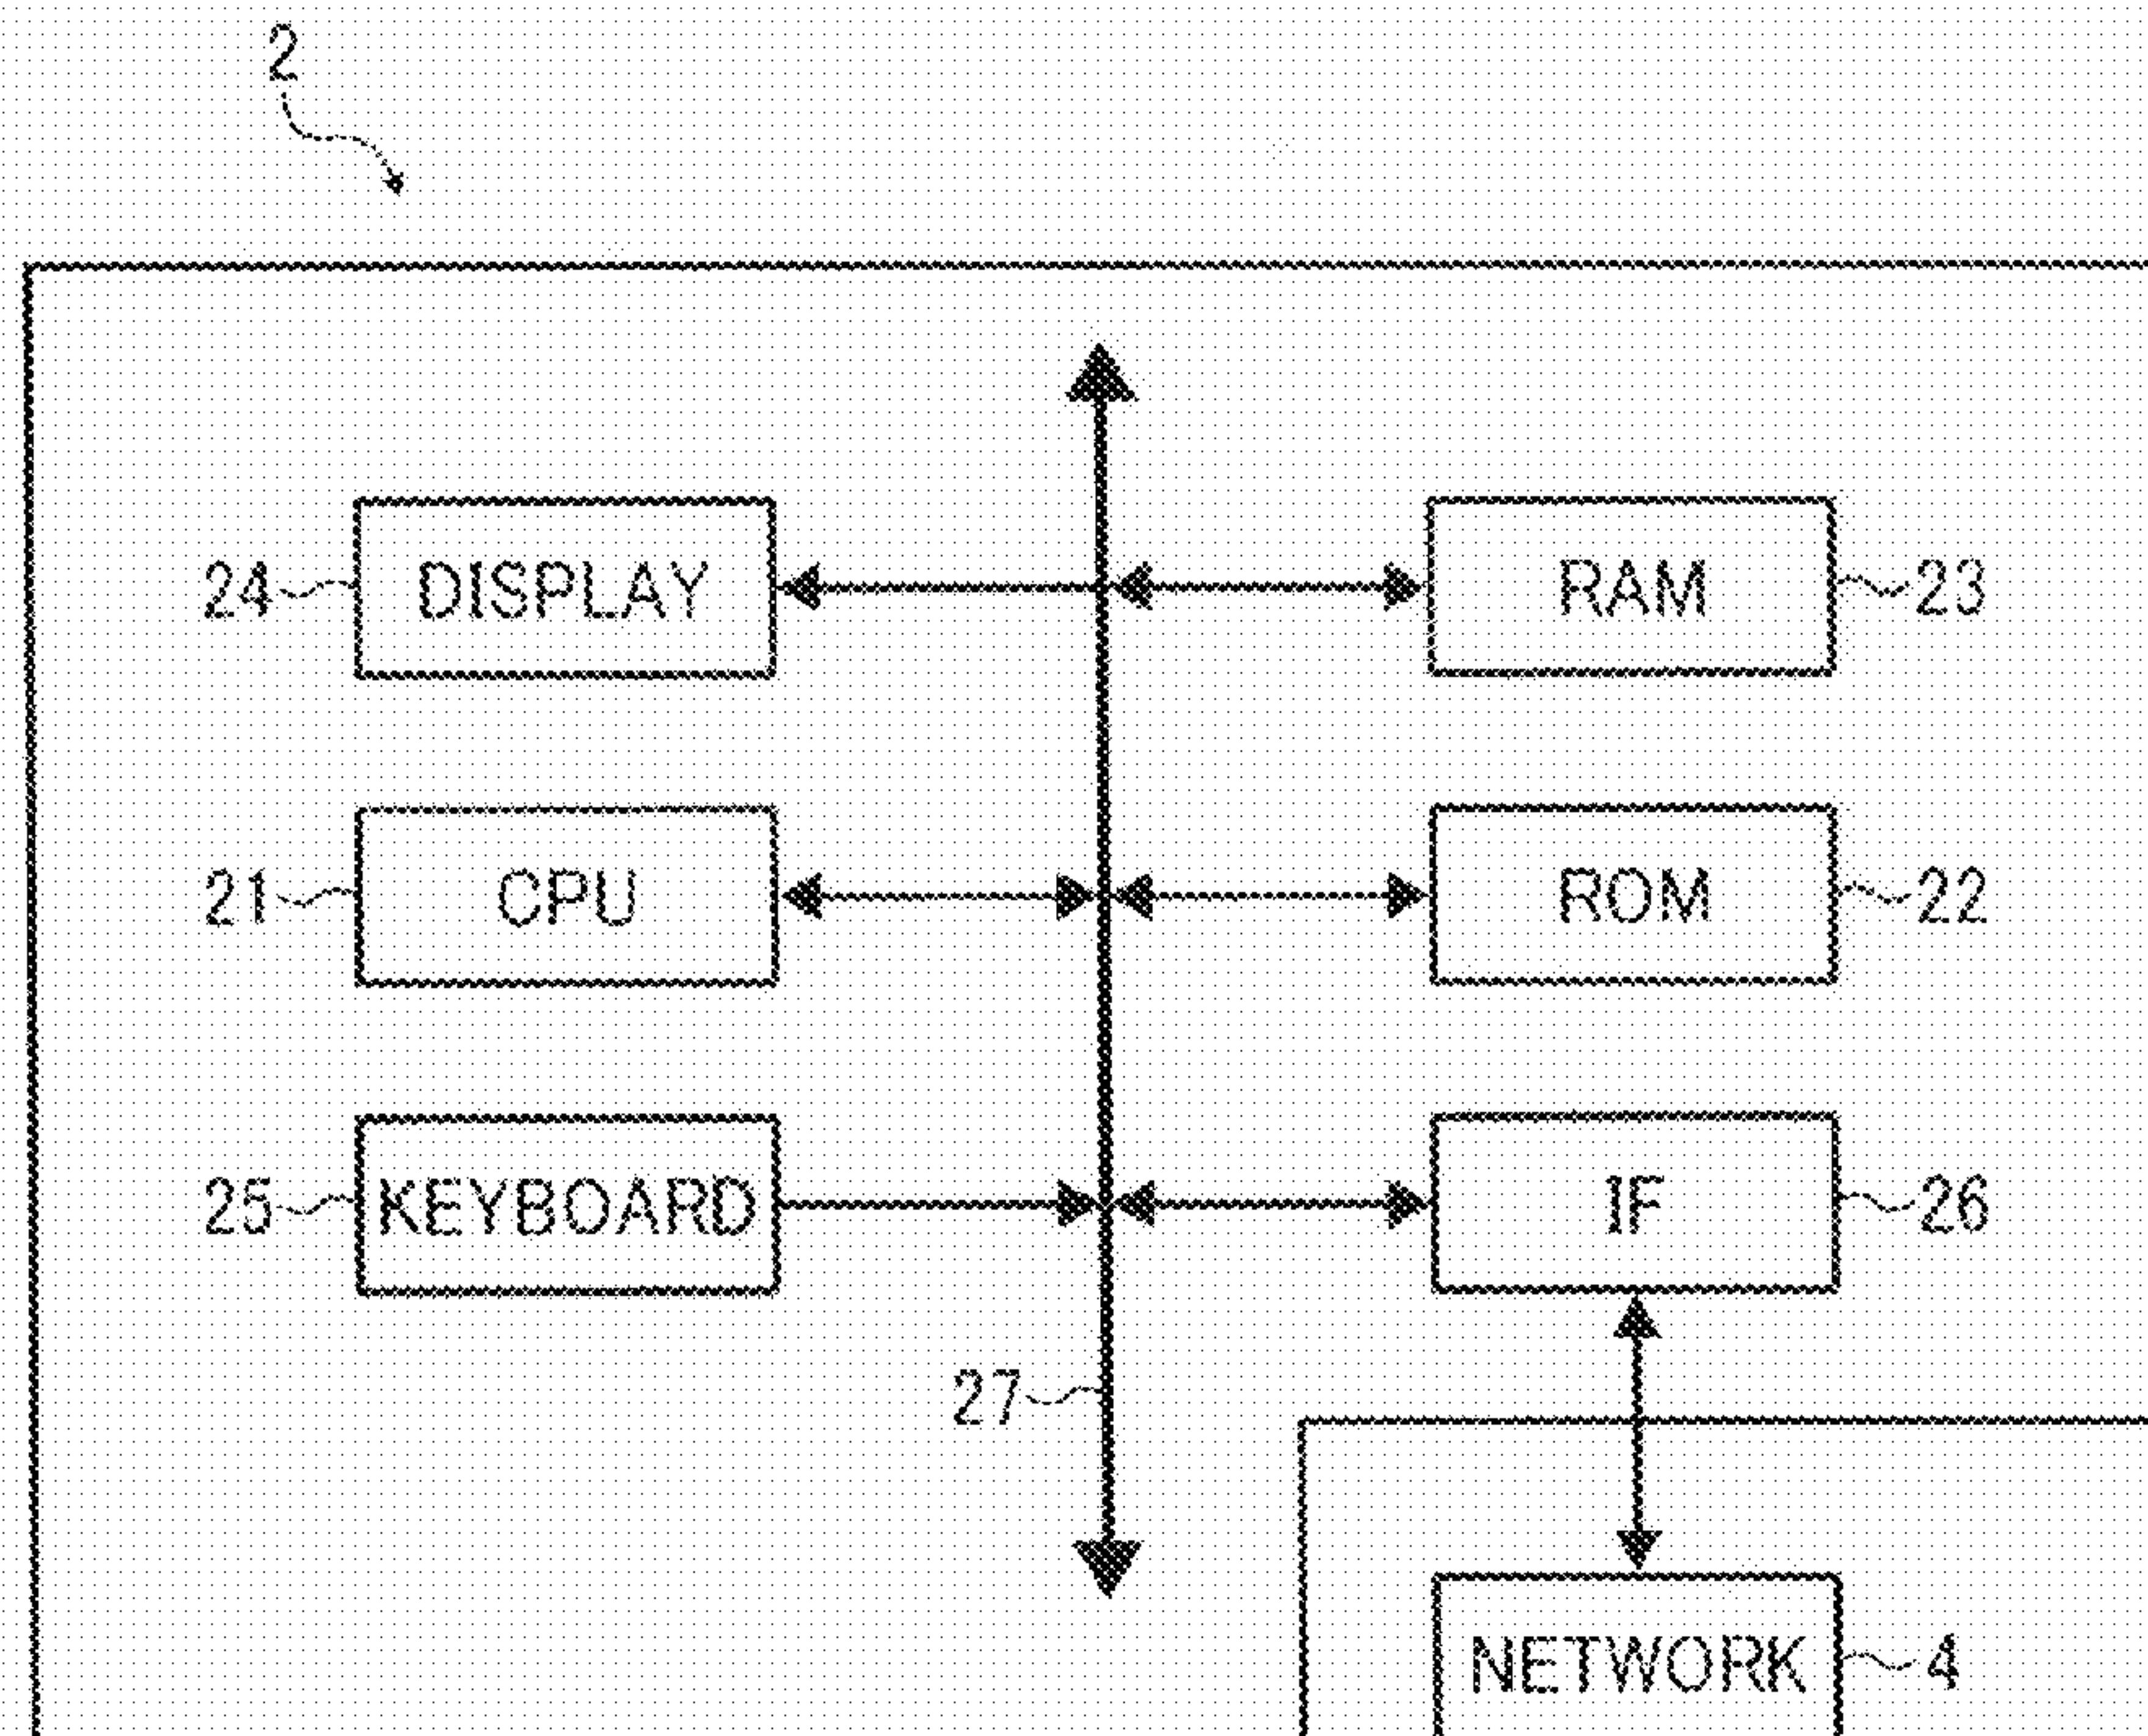 2
24 DISPLAY RAM 23
21 CPU ROM 22
25 KEYBOARD IF 26
27
NETWORK 4